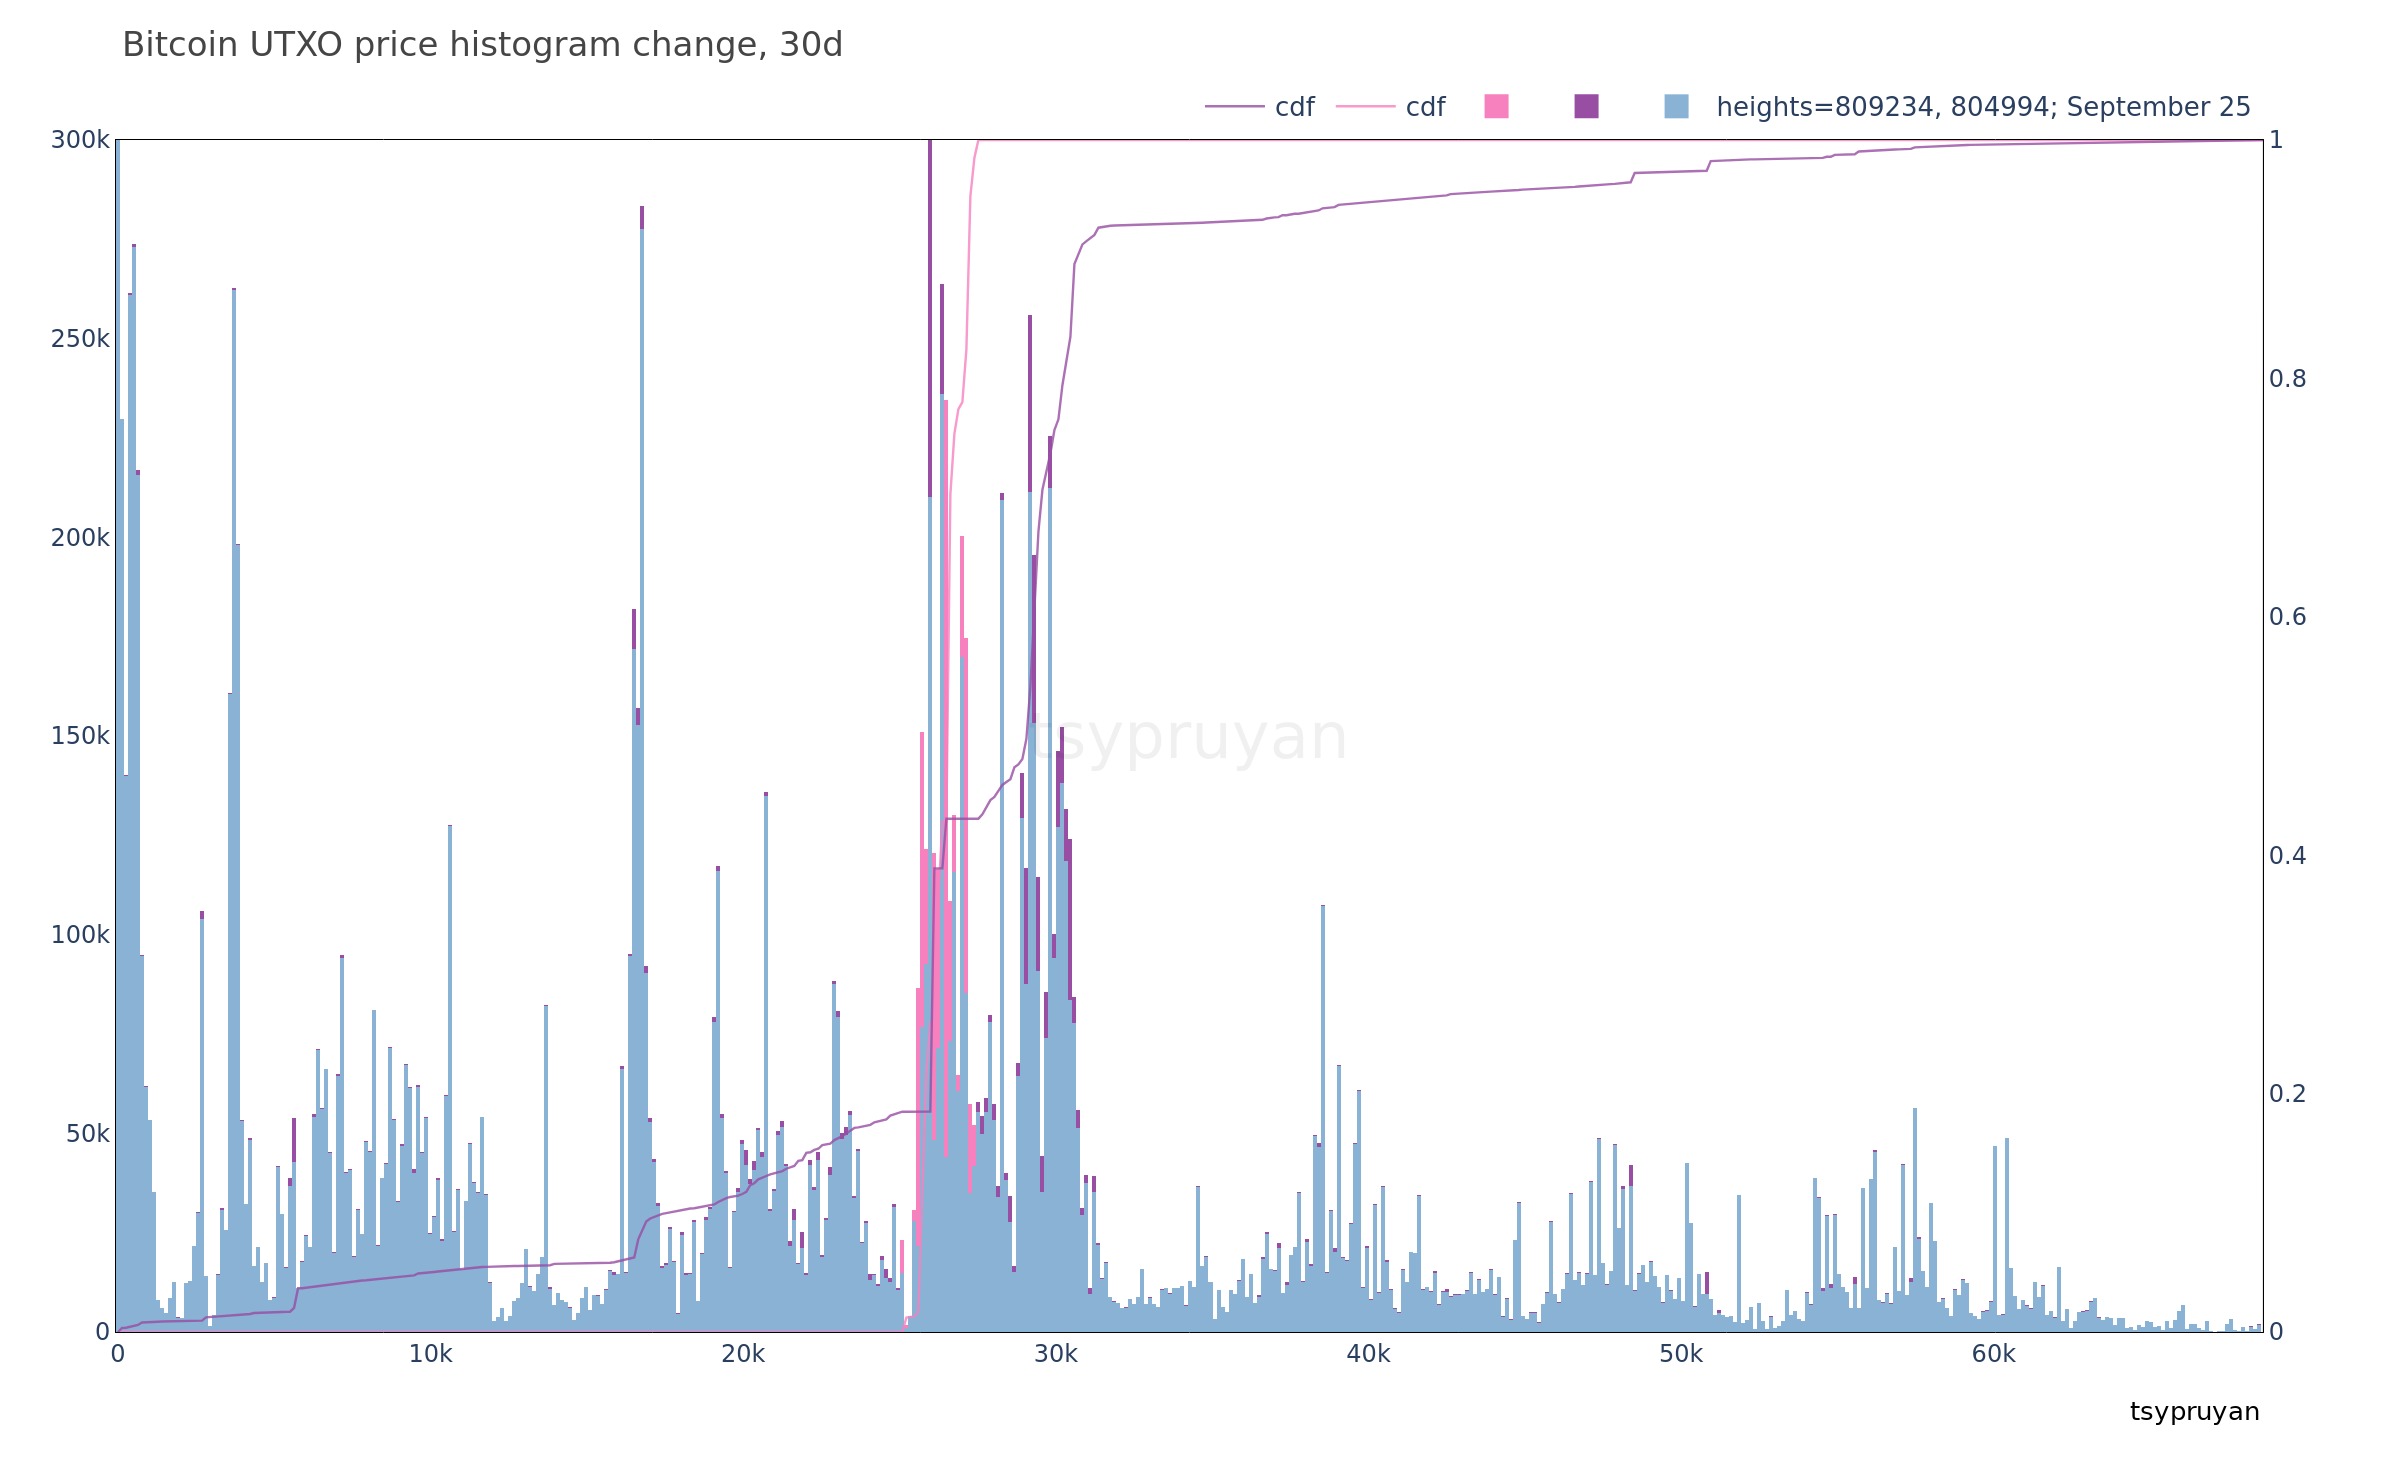 Bitcoin UTXO price histogram change, 30d
cdf cdf heights=809234, 804994; September 25
300k
250k
200k
150k
100k
50k
0
1
0.8
0.6
0.4
0.2
0
tsypruyan
0 10k 20k 30k 40k 50k 60k
tsypruyan